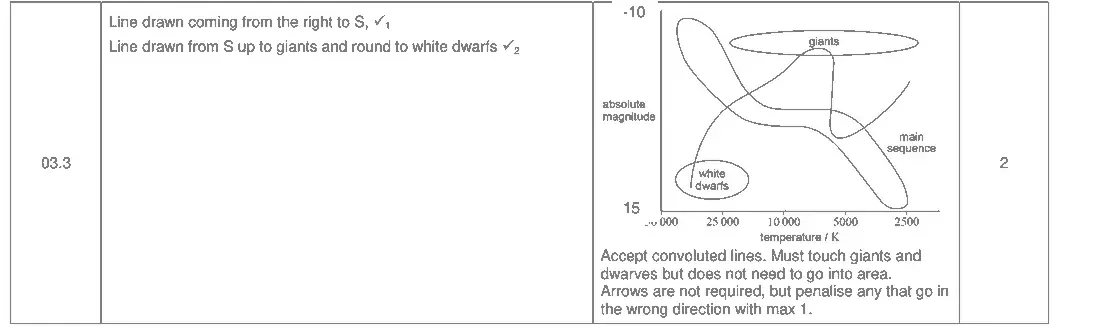 03.3
Line drawn coming from the right to S, ✓₁
Line drawn from S up to giants and round to white dwarfs ✓₂
-10
giants
absolute
magnitude
main
sequence
white
dwarfs
15
000 25 000 10 000 5000 2500
temperature / K
Accept convoluted lines. Must touch giants and
dwarves but does not need to go into area.
Arrows are not required, but penalise any that go in
the wrong direction with max 1.
2